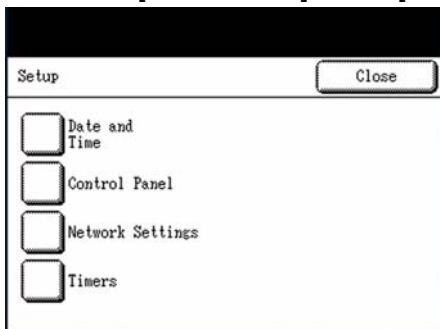 Setup
Close
Date and
Time
Control Panel
Network Settings
Timers